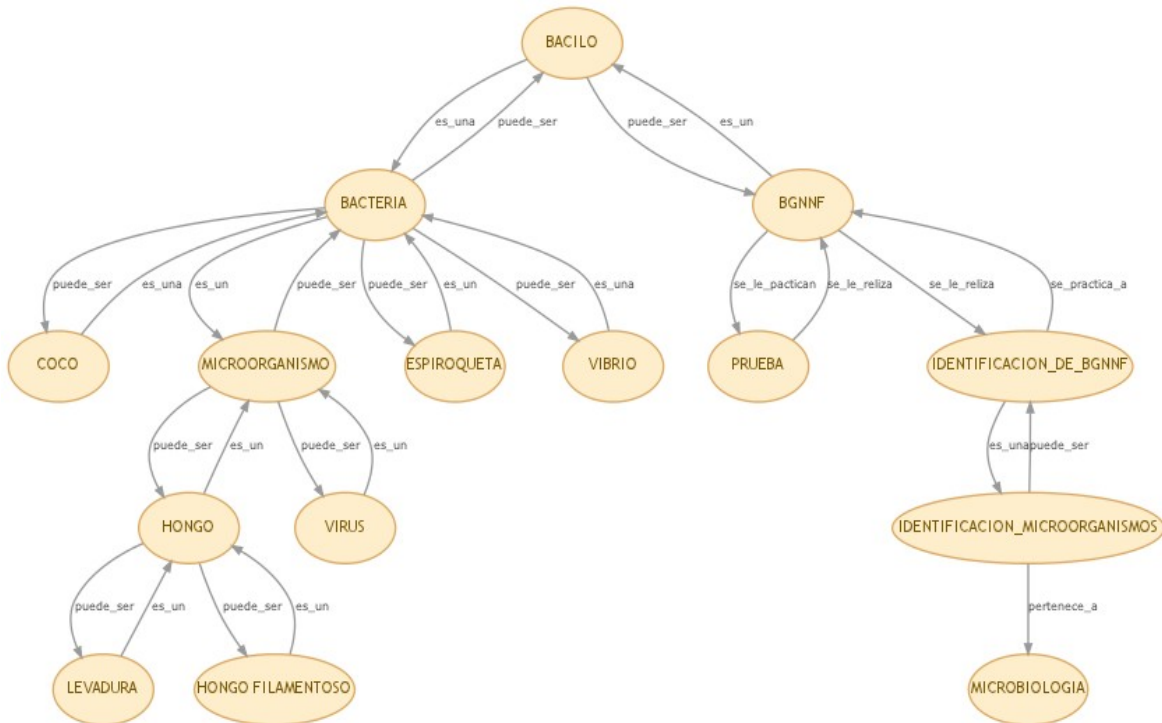 BACILO
es_una
puede_ser
puede_ser
es_un
BACTERIA
BGNNF
puede_ser
es_una
es_un
puede_ser
puede_ser
es_un
puede_ser
es_una
se_le_pactican
se_le_reliza
se_le_reliza
se_practica_a
COCO
MICROORGANISMO
ESPIROQUETA
VIBRIO
PRUEBA
IDENTIFICACION_DE_BGNNF
puede_ser
es_un
puede_ser
es_un
es_una
puede_ser
HONGO
VIRUS
IDENTIFICACION_MICROORGANISMOS
puede_ser
es_un
puede_ser
es_un
pertenece_a
LEVADURA
HONGO FILAMENTOSO
MICROBIOLOGIA